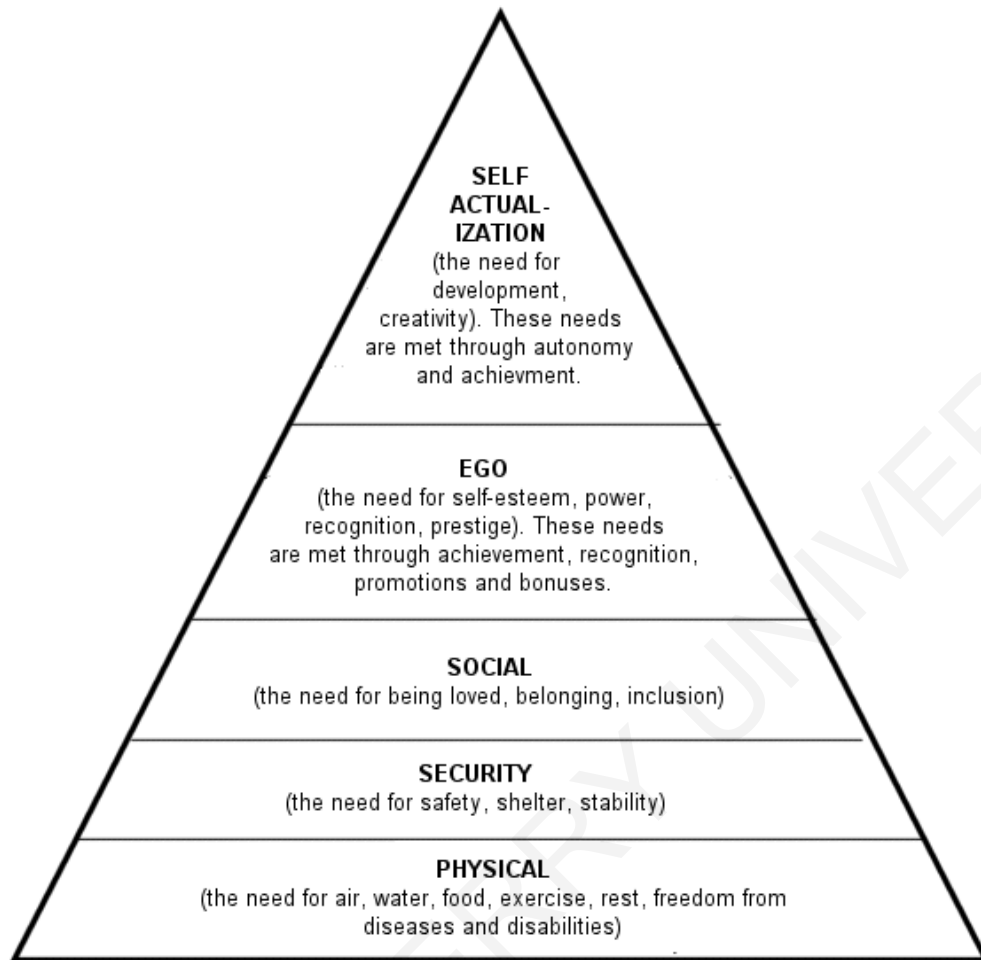 SELF
ACTUAL-
IZATION
(the need for
development,
creativity). These needs
are met through autonomy
and achievment.
EGO
(the need for self-esteem, power,
recognition, prestige). These needs
are met through achievement, recognition,
promotions and bonuses.
SOCIAL
(the need for being loved, belonging, inclusion)
SECURITY
(the need for safety, shelter, stability)
PHYSICAL
(the need for air, water, food, exercise, rest, freedom from
diseases and disabilities)